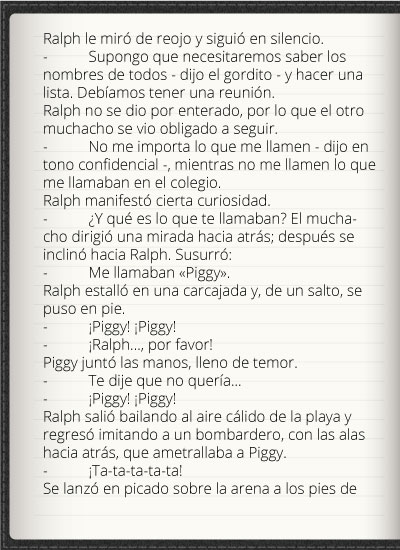 Ralph le miró de reojo y siguió en silencio.
- Supongo que necesitaremos saber los
nombres de todos - dijo el gordito - y hacer una
lista. Debíamos tener una reunión.
Ralph no se dio por enterado, por lo que el otro
muchacho se vio obligado a seguir.
- No me importa lo que me llamen - dijo en
tono confidencial -, mientras no me llamen lo que
me llamaban en el colegio.
Ralph manifestó cierta curiosidad.
- ¿Y qué es lo que te llamaban? El mucha-
cho dirigió una mirada hacia atrás; después se
inclinó hacia Ralph. Susurró:
- Me llamaban «Piggy».
Ralph estalló en una carcajada y, de un salto, se
puso en pie.
- ¡Piggy! ¡Piggy!
- ¡Ralph..., por favor!
Piggy juntó las manos, lleno de temor.
- Te dije que no quería...
- ¡Piggy! ¡Piggy!
Ralph salió bailando al aire cálido de la playa y
regresó imitando a un bombardero, con las alas
hacia atrás, que ametrallaba a Piggy.
- ¡Ta-ta-ta-ta-ta!
Se lanzó en picado sobre la arena a los pies de